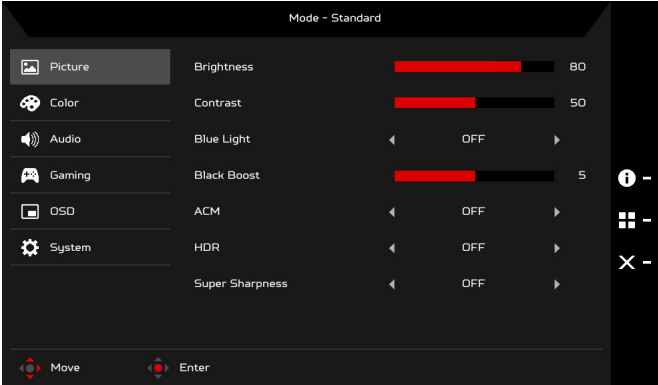 Mode - Standard
Picture
Brightness 80
Color
Contrast 50
Audio
Blue Light OFF
Gaming
Black Boost 5
OSD
ACM OFF
System
HDR OFF
Super Sharpness OFF
Move Enter